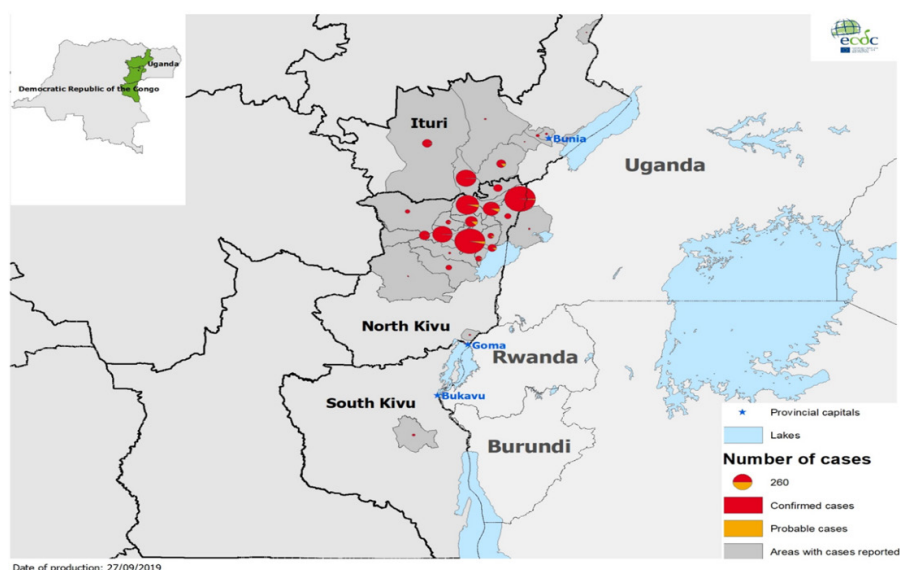 ecdc
Uganda
Democratic Republic of the Congo
Ituri
Bunia
Uganda
North Kivu
Goma
Rwanda
South Kivu
Bukavu
Burundi
Provincial capitals
Lakes
Number of cases
260
Confirmed cases
Probable cases
Areas with cases reported
Date of production: 27/09/2019